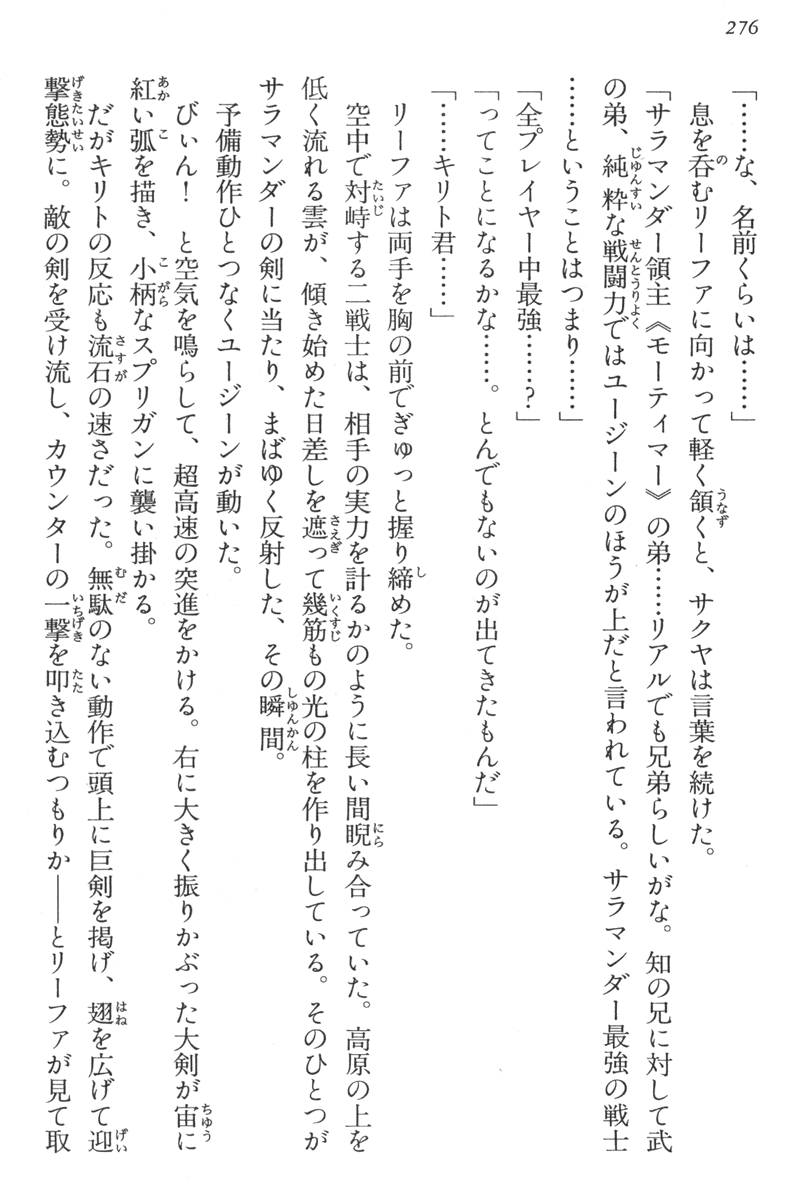 276
「……な、名前くらいは……」
息を呑むリーファに向かって軽く頷くと、サクヤは言葉を続けた。
「サラマンダー領主《モーティマー》の弟……リアルでも兄弟らしいがな。知の兄に対して武
の弟、純粋な戦闘力ではユージーンのほうが上だと言われている。サラマンダー最強の戦士
……ということはつまり……」
「全プレイヤー中最強……？」
「ってことになるかな……。とんでもないのが出てきたもんだ」
「……キリト君……」
リーファは両手を胸の前でぎゅっと握り締めた。
空中で対峙する二戦士は、相手の実力を計るかのように長い間睨み合っていた。高原の上を
低く流れる雲が、傾き始めた日差しを遮って幾筋もの光の柱を作り出している。そのひとつが
サラマンダーの剣に当たり、まばゆく反射した、その瞬間。
予備動作ひとつなくユージーンが動いた。
びぃん！　と空気を鳴らして、超高速の突進をかける。右に大きく振りかぶった大剣が宙に
紅い弧を描き、小柄なスプリガンに襲い掛かる。
だがキリトの反応も流石の速さだった。無駄のない動作で頭上に巨剣を掲げ、翅を広げて迎
撃態勢に。敵の剣を受け流し、カウンターの一撃を叩き込むつもりか――とリーファが見て取